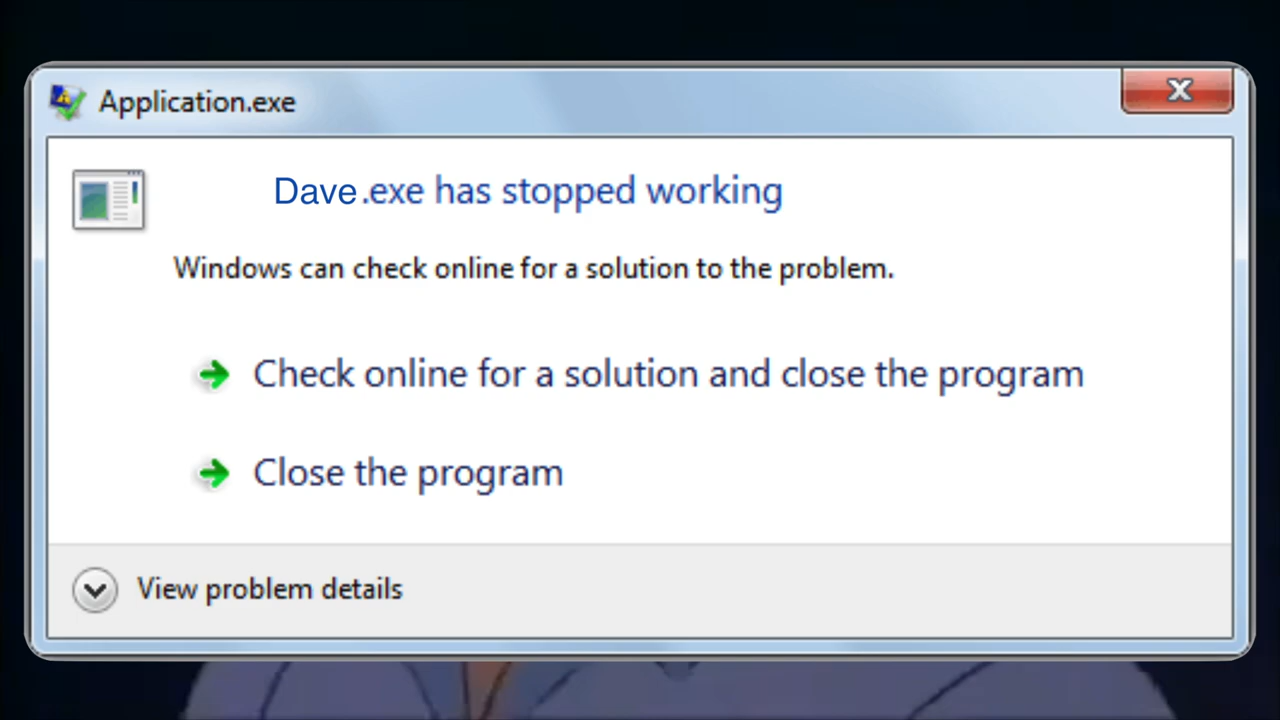 Application.exe
Dave.exe has stopped working
Windows can check online for a solution to the problem.
Check online for a solution and close the program
Close the program
View problem details